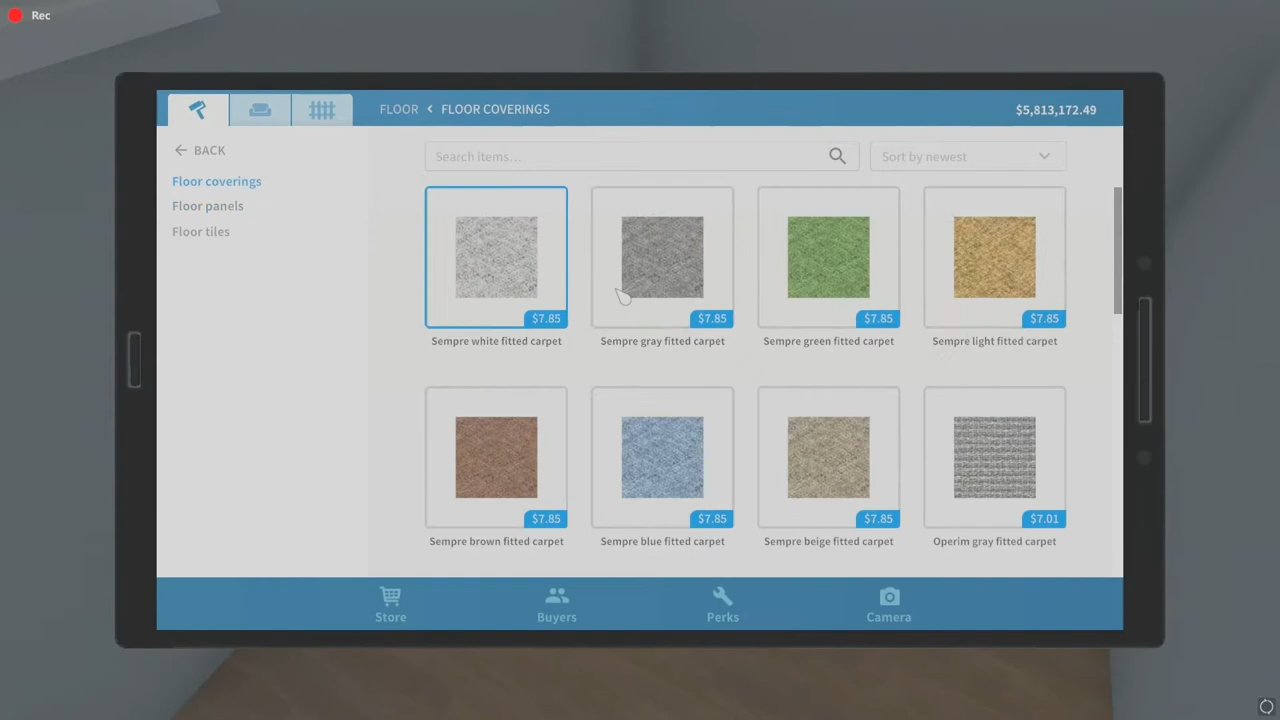 Rec
FLOOR < FLOOR COVERINGS
$5,813,172.49
BACK
Search items...
Sort by newest
Floor coverings
Floor panels
Floor tiles
$7.85
$7.85
$7.85
$7.85
Sempre white fitted carpet
Sempre gray fitted carpet
Sempre green fitted carpet
Sempre light fitted carpet
$7.85
$7.85
$7.85
$7.01
Sempre brown fitted carpet
Sempre blue fitted carpet
Sempre beige fitted carpet
Operim gray fitted carpet
Store
Buyers
Perks
Camera